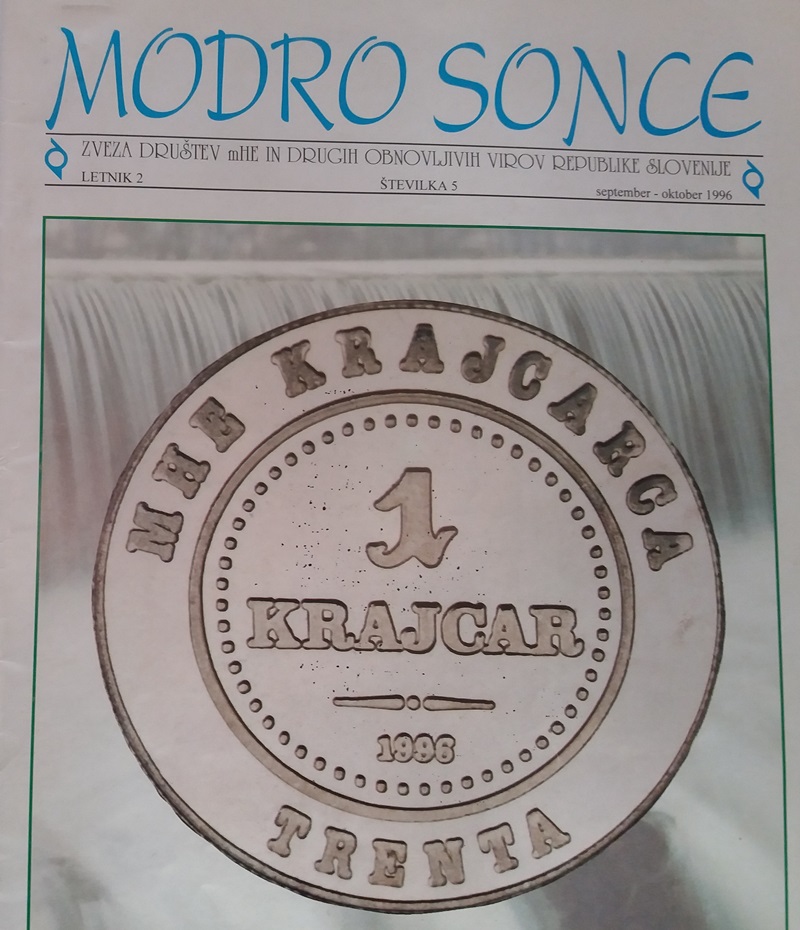 MODRO SONCE
ZVEZA DRUŠTEV mHE IN DRUGIH OBNOVLJIVIH VIROV REPUBLIKE SLOVENIJE
LETNIK 2 ŠTEVILKA 5 september - oktober 1996
MHE KRAJCARCA
1
KRAJCAR
1996
TRENTA